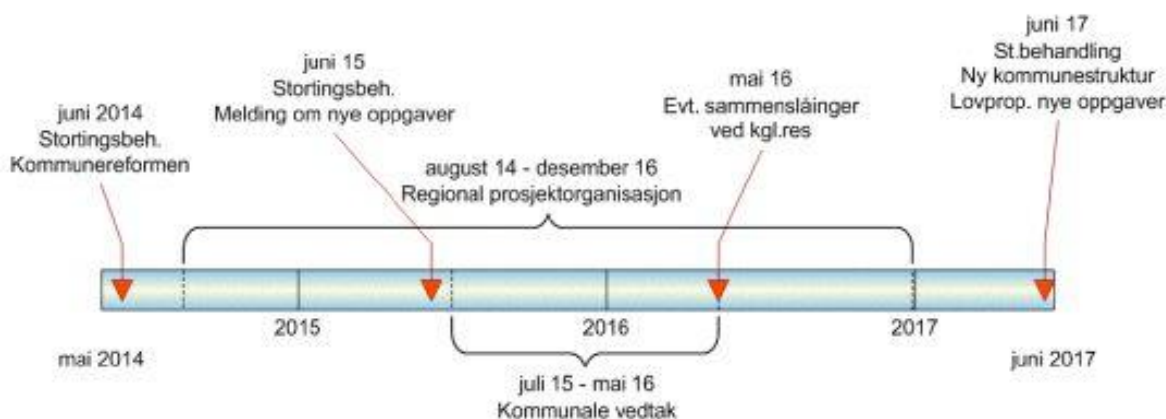 juni 2014
Stortingsbeh.
Kommunereformen
juni 15
Stortingsbeh.
Melding om nye oppgaver
august 14 - desember 16
Regional prosjektorganisasjon
mai 16
Evt. sammenslåinger
ved kgl.res
juni 17
St.behandling
Ny kommunestruktur
Lovprop. nye oppgaver
2015
2016
2017
mai 2014
juni 2017
juli 15 - mai 16
Kommunale vedtak